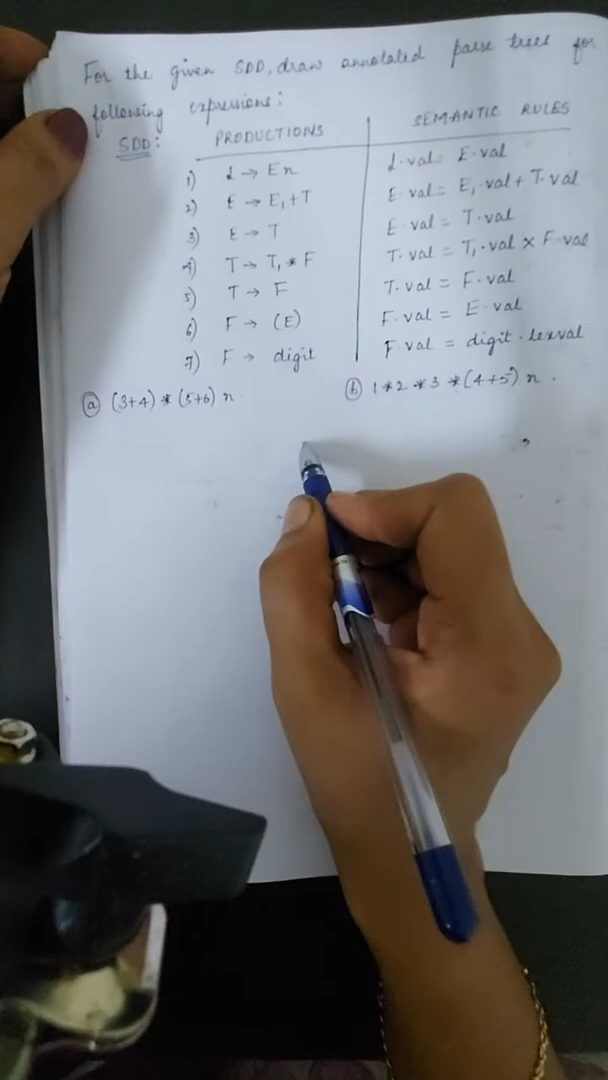 For the given SDD, draw annotated parse trees for
following expressions:
SDD: PRODUCTIONS SEMANTIC RULES
1) L → En L.val = E.val
2) E → E₁ + T E.val = E₁.val + T.val
3) E → T E.val = T.val
4) T → T₁ * F T.val = T₁.val × F.val
5) T → F T.val = F.val
6) F → (E) F.val = E.val
7) F → digit F.val = digit.lexval
ⓐ (3+4) * (5+6) n ⓑ 1*2*3*(4+5) n.